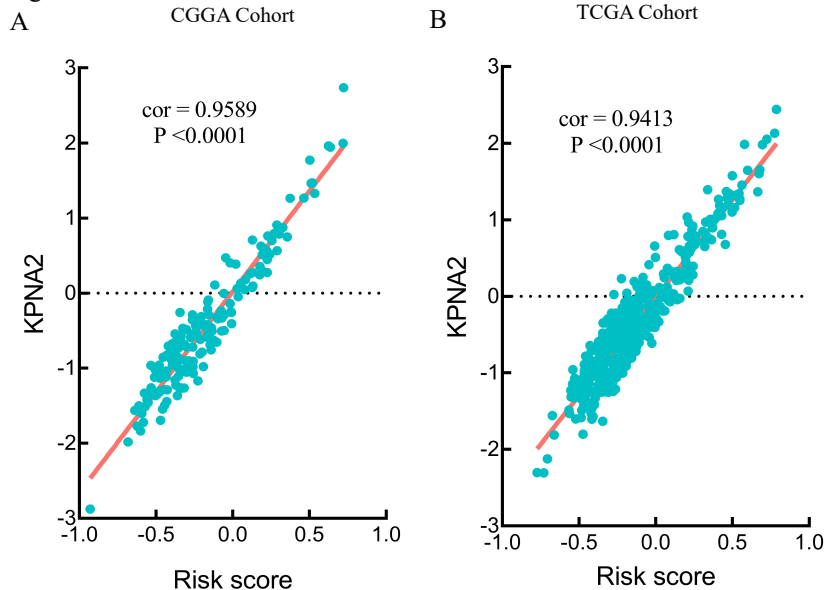 A
CGGA Cohort
cor = 0.9589
P <0.0001
3
2
1
0
-1
-2
-3
KPNA2
-1.0
-0.5
0.0
0.5
1.0
Risk score
B
TCGA Cohort
cor = 0.9413
P <0.0001
3
2
1
0
-1
-2
-3
KPNA2
-1.0
-0.5
0.0
0.5
1.0
Risk score